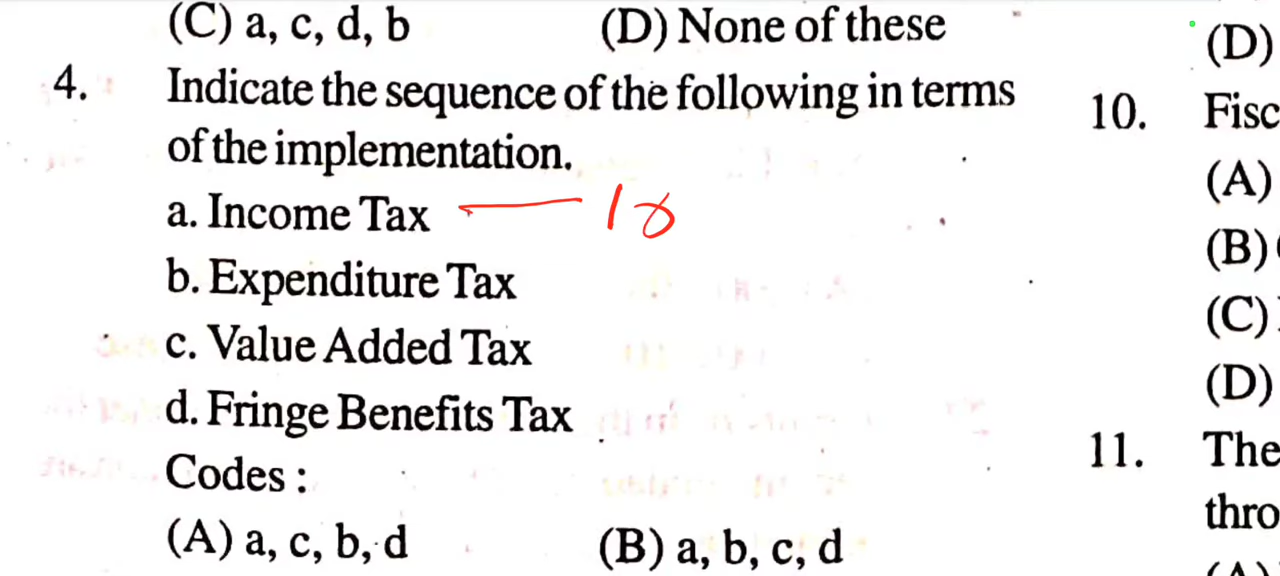 (C) a, c, d, b (D) None of these
4. Indicate the sequence of the following in terms
of the implementation.
a. Income Tax — 18
b. Expenditure Tax
c. Value Added Tax
d. Fringe Benefits Tax
Codes :
(A) a, c, b, d (B) a, b, c, d
(D)
10. Fisc
(A)
(B)
(C)
(D)
11. The
thro